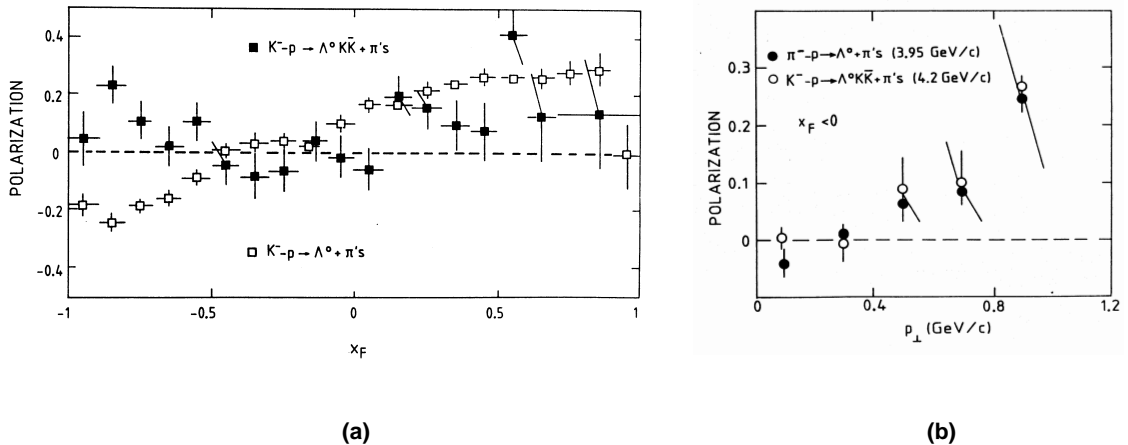 0.4
0.2
0
-0.2
-0.4
POLARIZATION
■ K⁻-p → Λ° KK̄ + π's
□ K⁻-p → Λ° + π's
-1
-0.5
0
0.5
1
x_F
(a)
0.3
0.2
0.1
0
POLARIZATION
● π⁻-p → Λ° + π's (3.95 GeV/c)
○ K⁻-p → Λ° KK̄ + π's (4.2 GeV/c)
x_F < 0
0
0.4
0.8
1.2
p_⊥ (GeV/c)
(b)